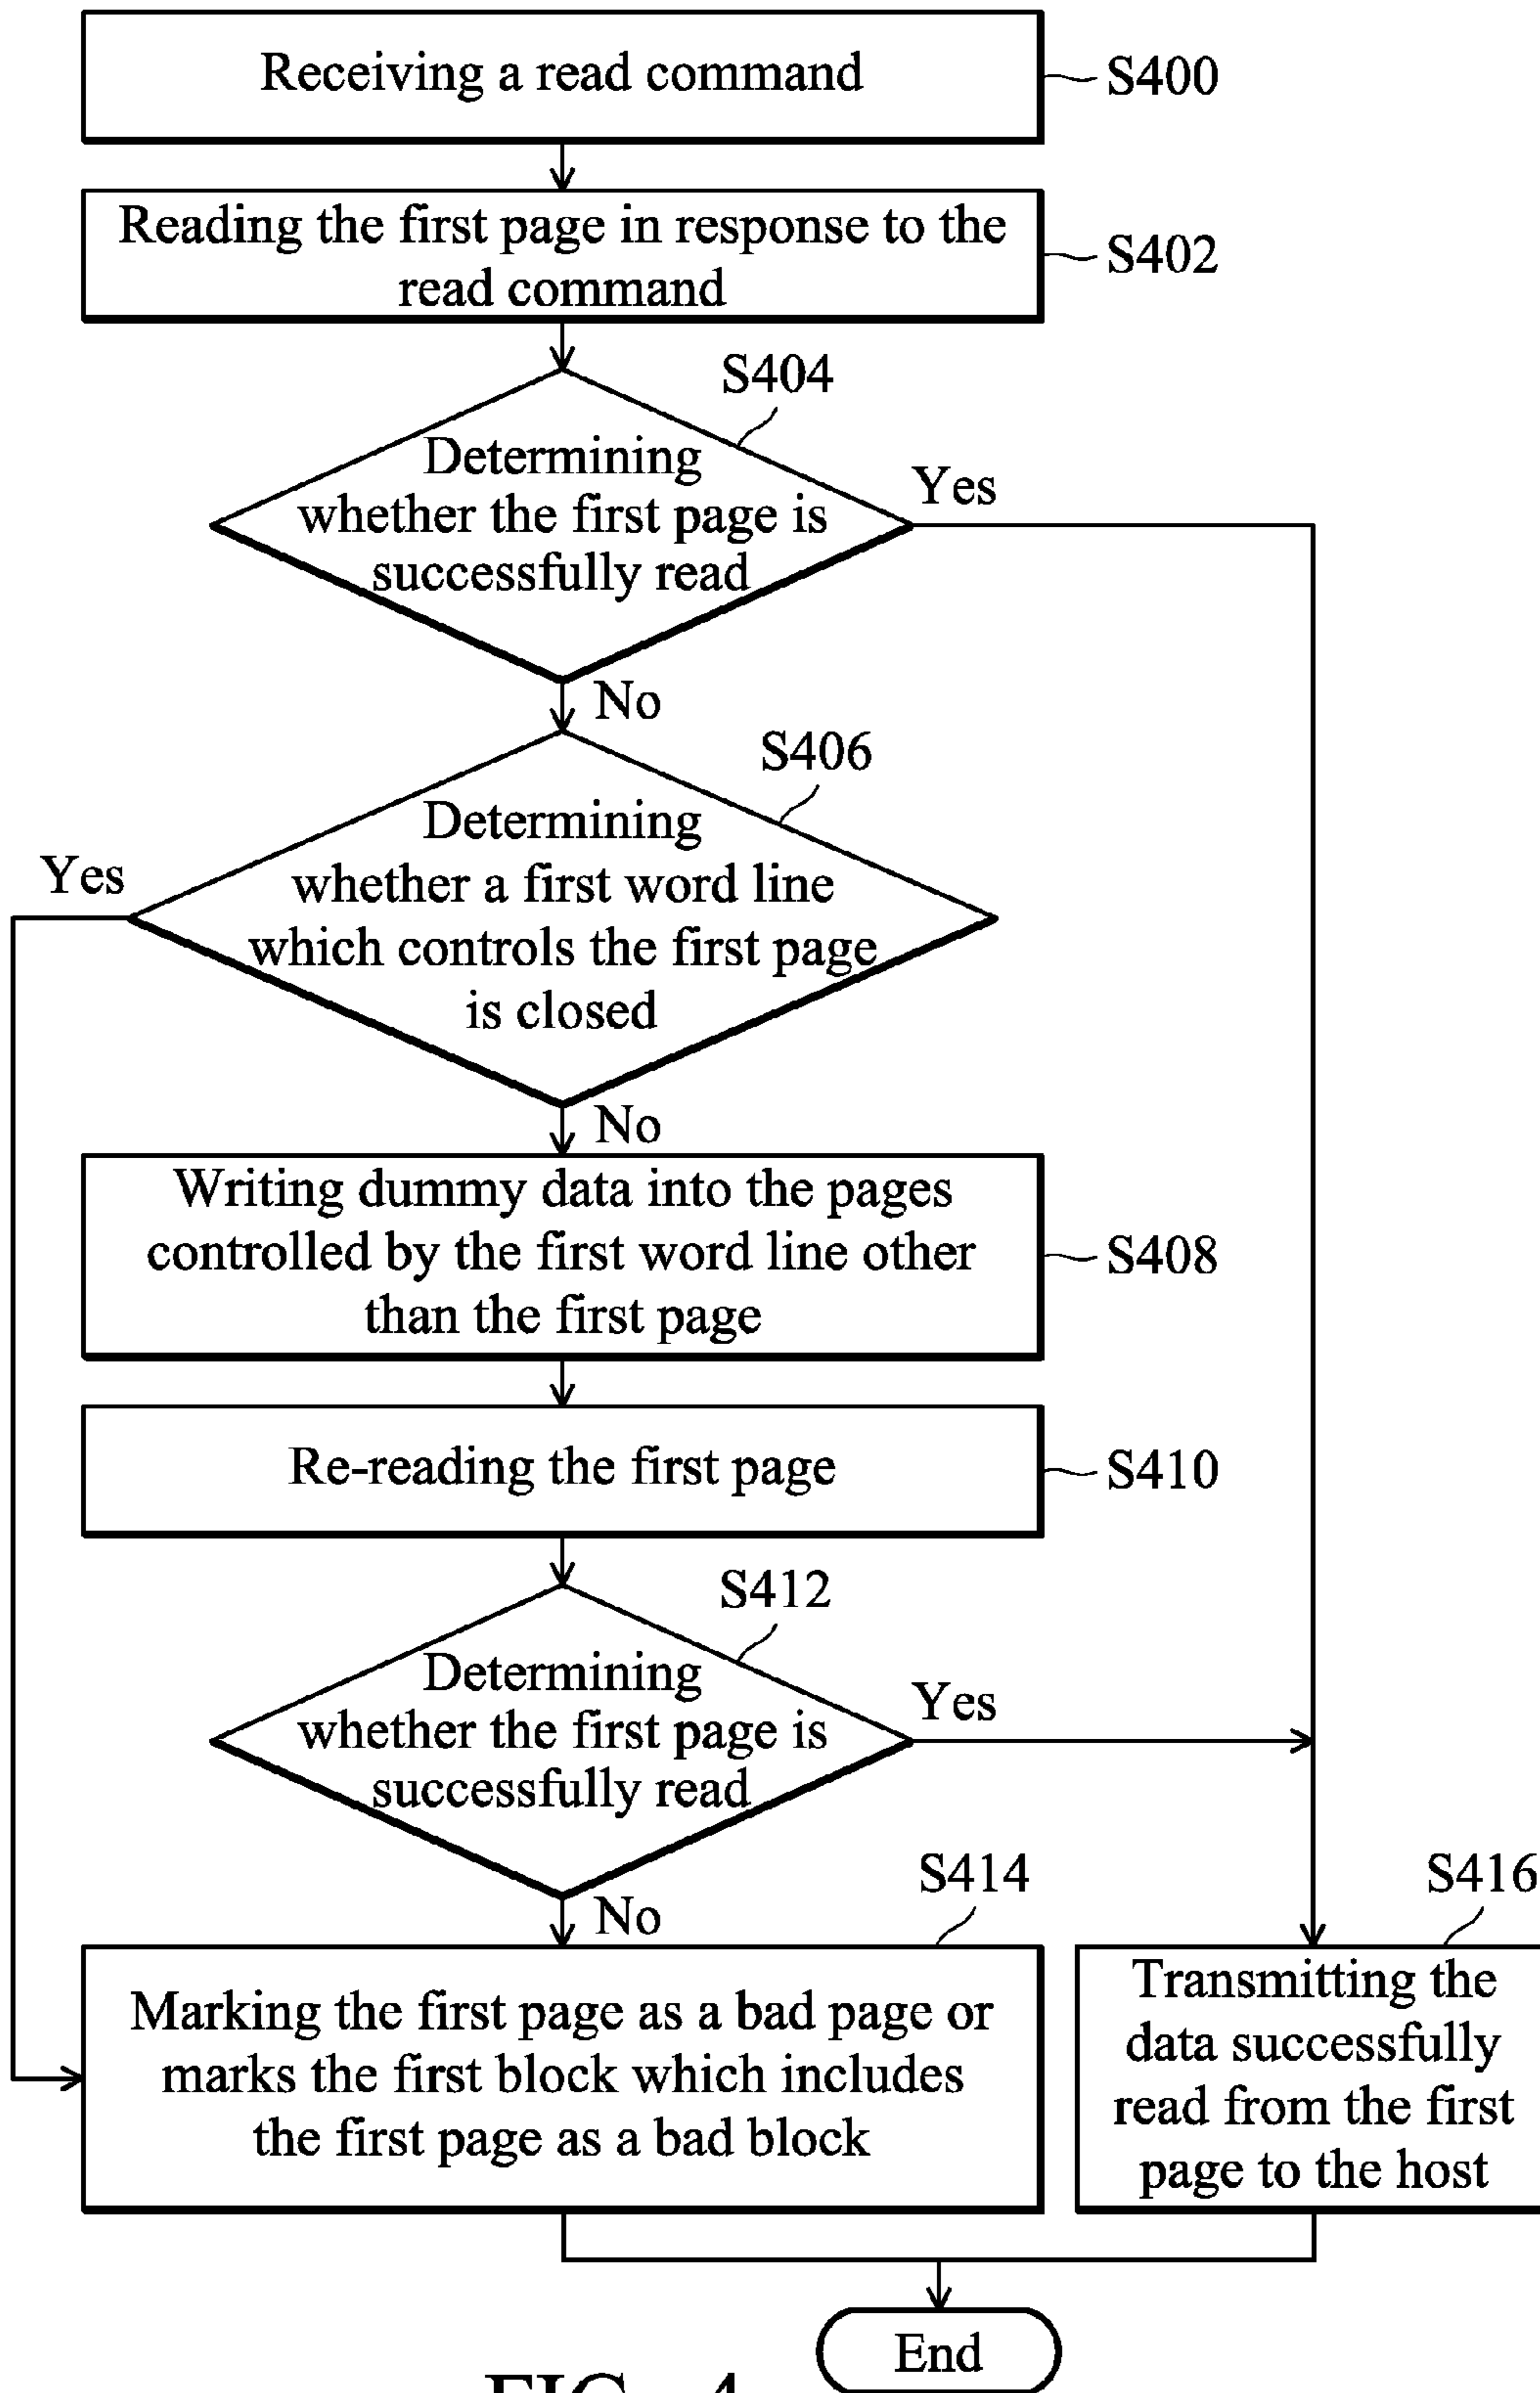 Receiving a read command
S400
Reading the first page in response to the
read command
S402
S404
Determining
whether the first page is
successfully read
Yes
No
S406
Determining
whether a first word line
which controls the first page
is closed
Yes
No
Writing dummy data into the pages
controlled by the first word line other
than the first page
S408
Re-reading the first page
S410
S412
Determining
whether the first page is
successfully read
Yes
No
S414
Marking the first page as a bad page or
marks the first block which includes
the first page as a bad block
S416
Transmitting the
data successfully
read from the first
page to the host
End